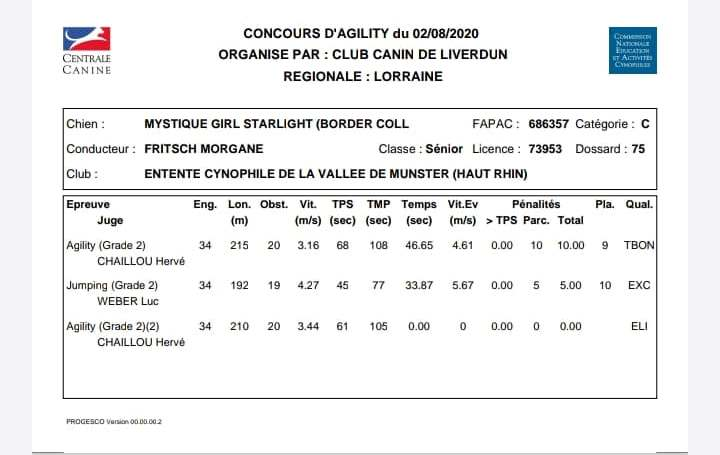 CENTRALE
CANINE
CONCOURS D'AGILITY du 02/08/2020
ORGANISE PAR : CLUB CANIN DE LIVERDUN
REGIONALE : LORRAINE
COMMISSION
NATIONALE
EDUCATION
ET ACTIVITÉS
CYNOPHILES
Chien : MYSTIQUE GIRL STARLIGHT (BORDER COLL FAPAC : 686357 Catégorie : C
Conducteur : FRITSCH MORGANE Classe : Sénior Licence : 73953 Dossard : 75
Club : ENTENTE CYNOPHILE DE LA VALLEE DE MUNSTER (HAUT RHIN)
Epreuve Eng. Lon. Obst. Vit. TPS TMP Temps Vit.Ev Pénalités Pla. Qual.
Juge (m) (m/s) (sec) (sec) (sec) (m/s) > TPS Parc. Total
Agility (Grade 2) 34 215 20 3.16 68 108 46.65 4.61 0.00 10 10.00 9 TBON
CHAILLOU Hervé
Jumping (Grade 2) 34 192 19 4.27 45 77 33.87 5.67 0.00 5 5.00 10 EXC
WEBER Luc
Agility (Grade 2)(2) 34 210 20 3.44 61 105 0.00 0 0.00 0 0.00 ELI
CHAILLOU Hervé
PROGESCO Version 00.00.00.2